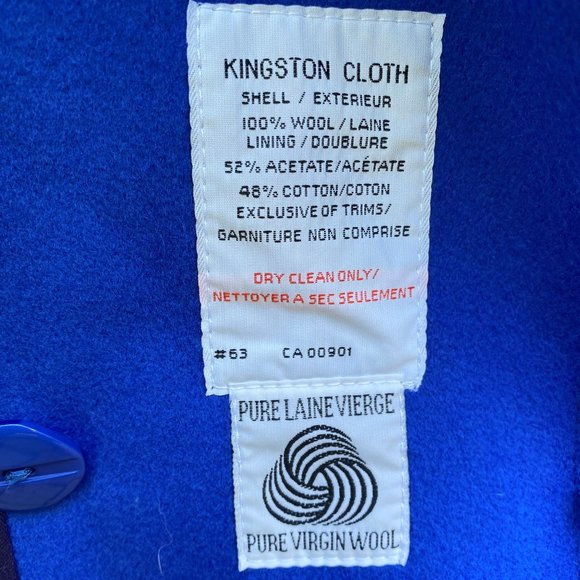 KINGSTON CLOTH
SHELL / EXTERIEUR
100% WOOL/LAINE
LINING/DOUBLURE
52% ACETATE/ACÉTATE
48% COTTON/COTON
EXCLUSIVE OF TRIMS/
GARNITURE NON COMPRISE
DRY CLEAN ONLY/
NETTOYER A SEC SEULEMENT
#63 CA 00901
PURE LAINE VIERGE
PURE VIRGIN WOOL